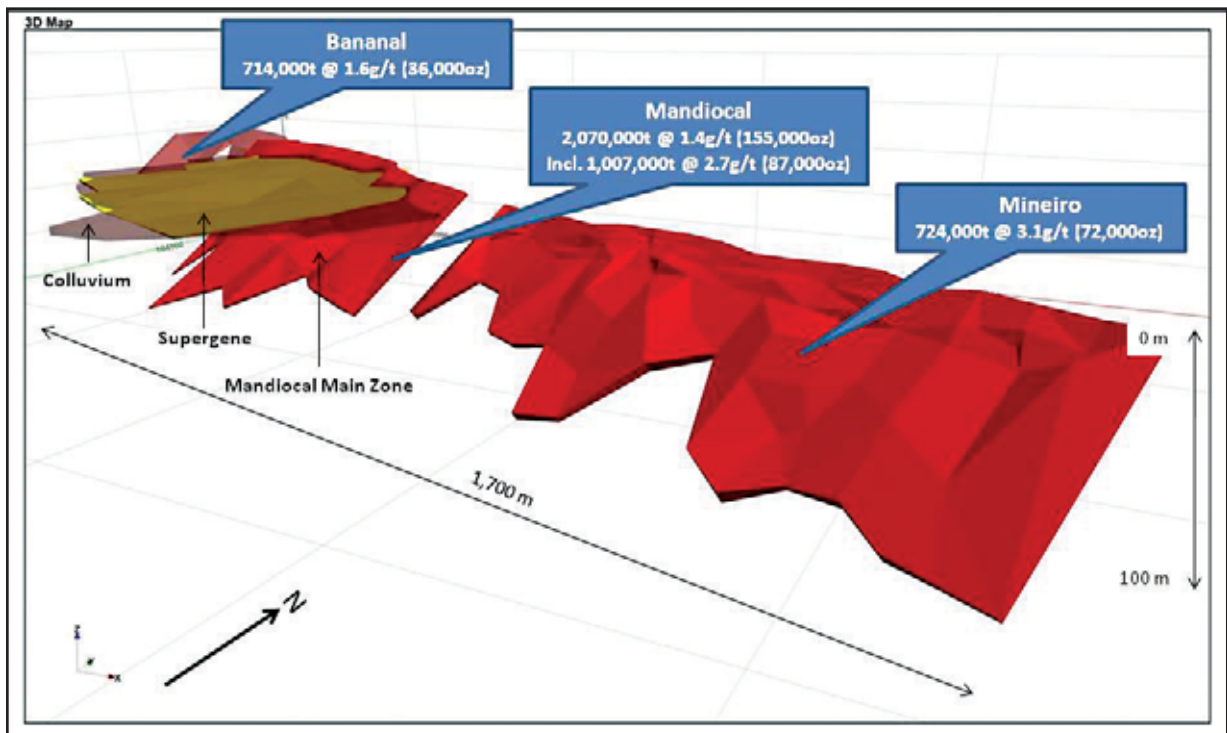 3D Map
Bananal
714,000t @ 1.6g/t (36,000oz)
Mandiocal
2,070,000t @ 1.4g/t (155,000oz)
Incl. 1,007,000t @ 2.7g/t (87,000oz)
Mineiro
724,000t @ 3.1g/t (72,000oz)
Colluvium
Supergene
Mandiocal Main Zone
0 m
1,700 m
100 m
N
Z
Y
X